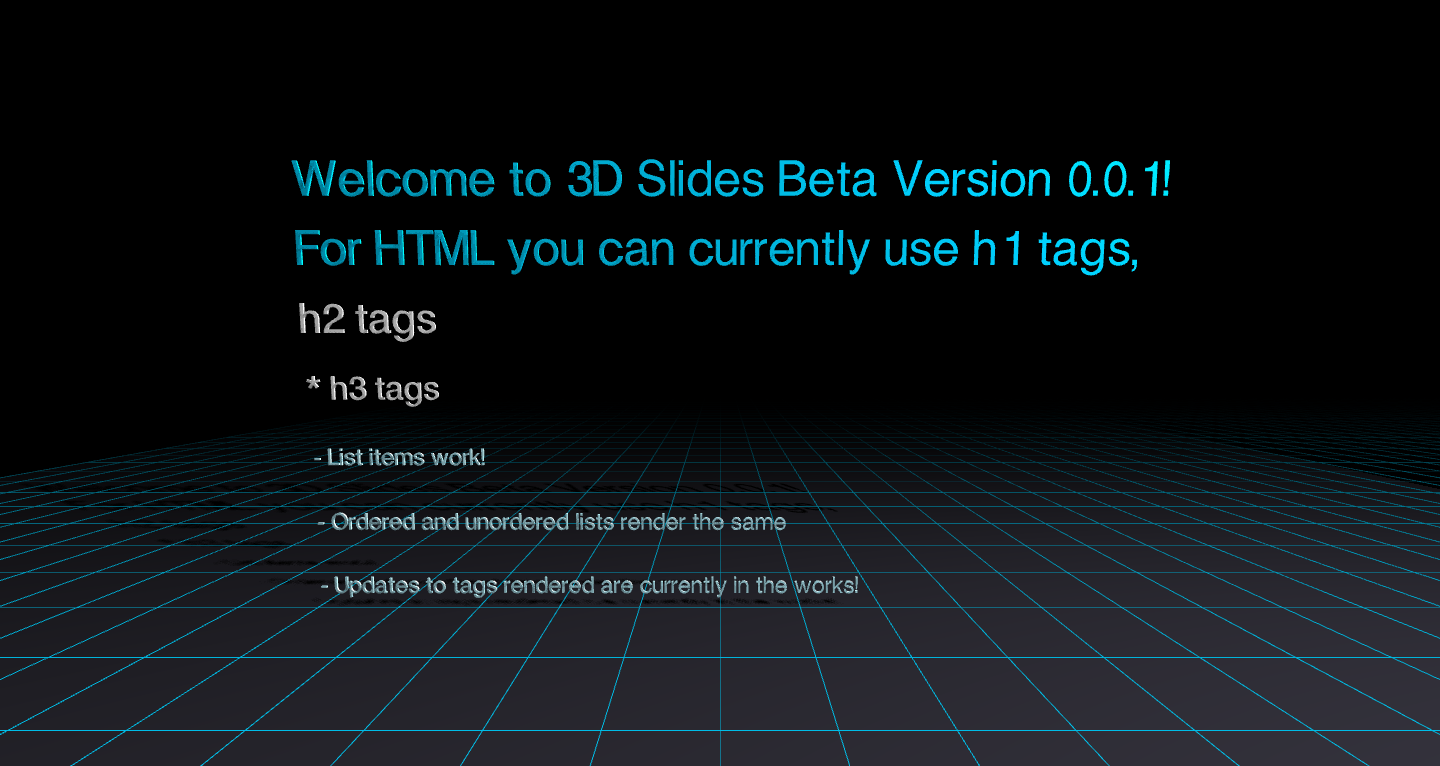 Welcome to 3D Slides Beta Version 0.0.1!
For HTML you can currently use h1 tags,
h2 tags
* h3 tags
- List items work!
- Ordered and unordered lists render the same
- Updates to tags rendered are currently in the works!